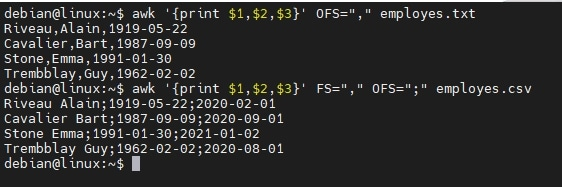 debian@linux:~$ awk '{print $1,$2,$3}' OFS="," employes.txt
Riveau,Alain,1919-05-22
Cavalier,Bart,1987-09-09
Stone,Emma,1991-01-30
Trembblay,Guy,1962-02-02
debian@linux:~$ awk '{print $1,$2,$3}' FS="," OFS=";" employes.csv
Riveau Alain;1919-05-22;2020-02-01
Cavalier Bart;1987-09-09;2020-09-01
Stone Emma;1991-01-30;2021-01-02
Trembblay Guy;1962-02-02;2020-08-01
debian@linux:~$